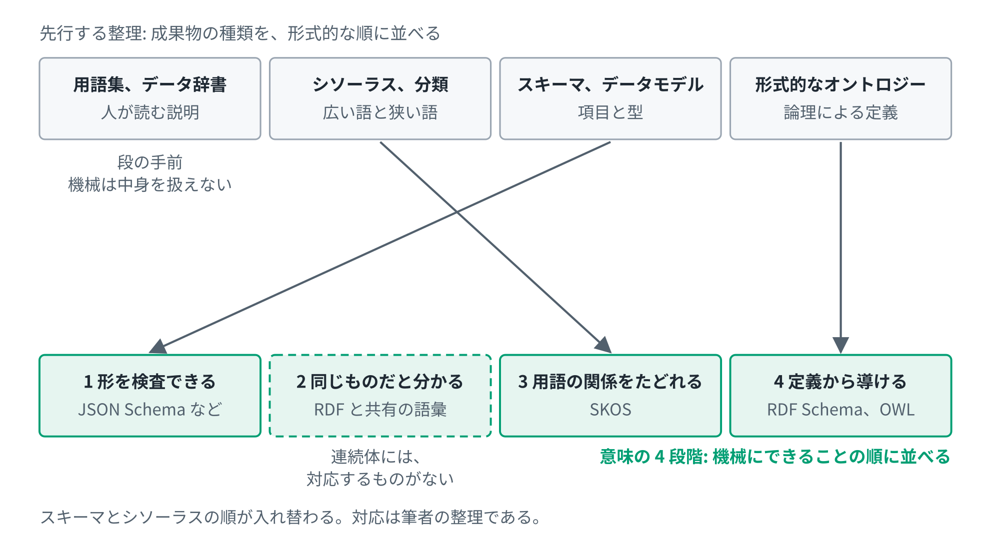 先行する整理: 成果物の種類を、形式的な順に並べる
用語集、データ辞書
人が読む説明
シソーラス、分類
広い語と狭い語
スキーマ、データモデル
項目と型
形式的なオントロジー
論理による定義
段の手前
機械は中身を扱えない
1 形を検査できる
JSON Schema など
2 同じものだと分かる
RDF と共有の語彙
3 用語の関係をたどれる
SKOS
4 定義から導ける
RDF Schema、OWL
連続体には、
対応するものがない
意味の 4 段階: 機械にできることの順に並べる
スキーマとシソーラスの順が入れ替わる。対応は筆者の整理である。